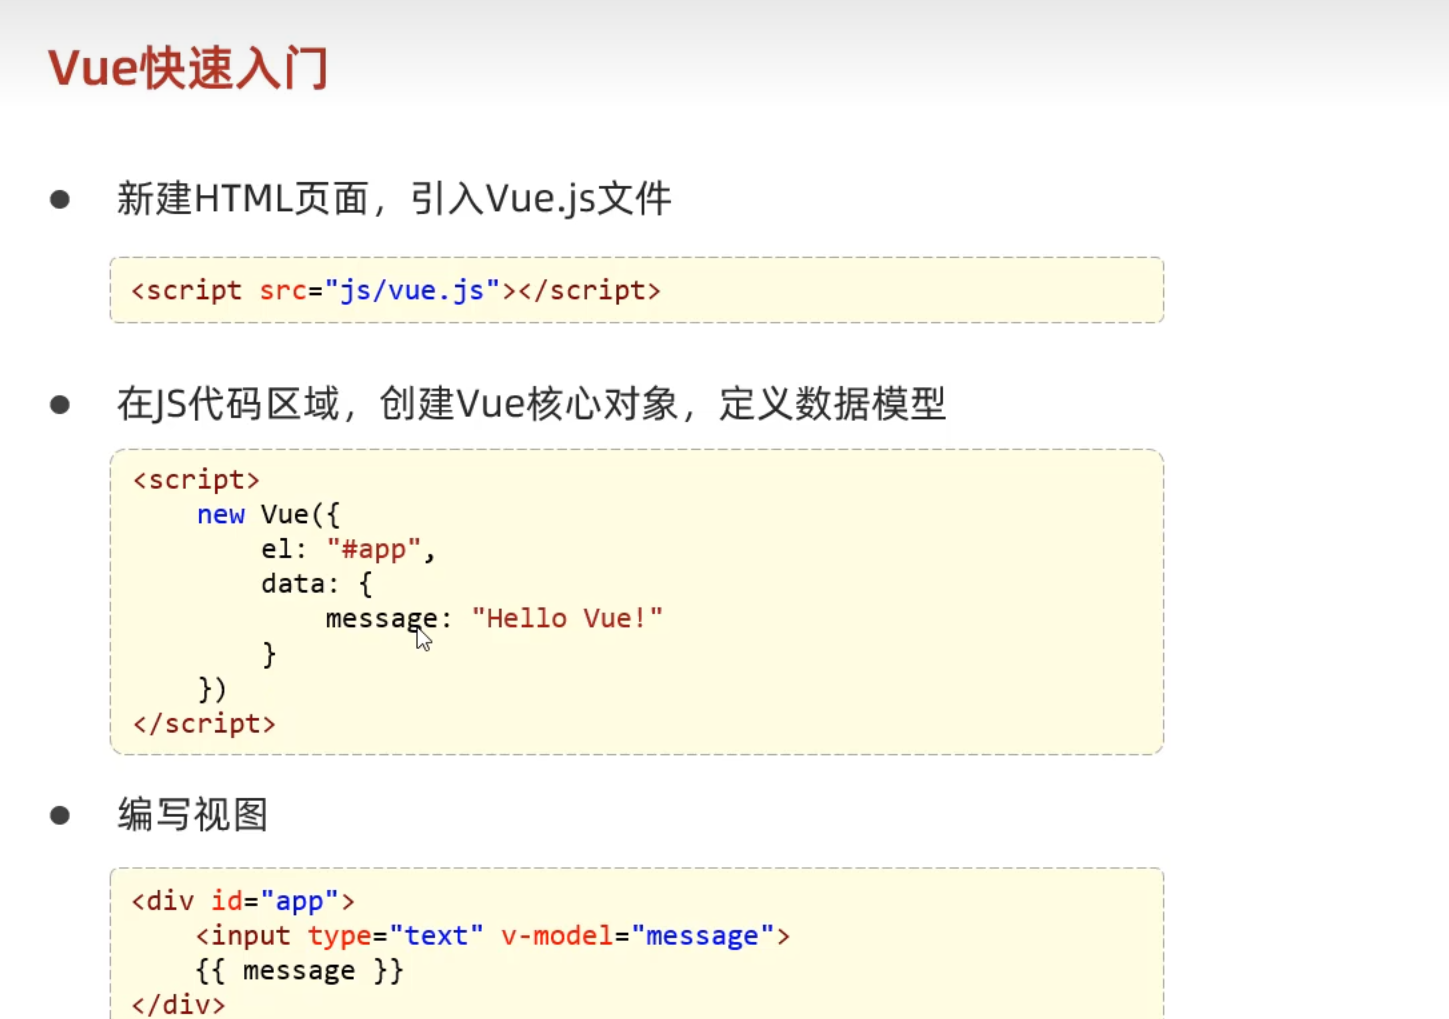 Vue快速入门
新建HTML页面，引入Vue.js文件
<script src="js/vue.js"></script>
在JS代码区域，创建Vue核心对象，定义数据模型
<script>
    new Vue({
        el: "#app",
        data: {
            message: "Hello Vue!"
        }
    })
</script>
编写视图
<div id="app">
    <input type="text" v-model="message">
    {{ message }}
</div>